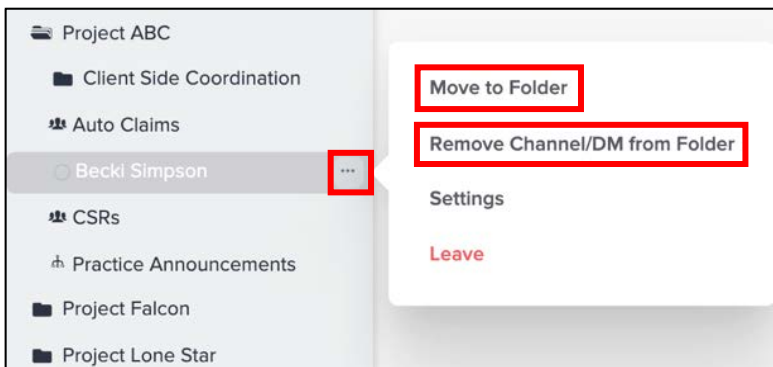 Project ABC
Client Side Coordination
Auto Claims
Becki Simpson
CSRs
Practice Announcements
Project Falcon
Project Lone Star
Move to Folder
Remove Channel/DM from Folder
Settings
Leave